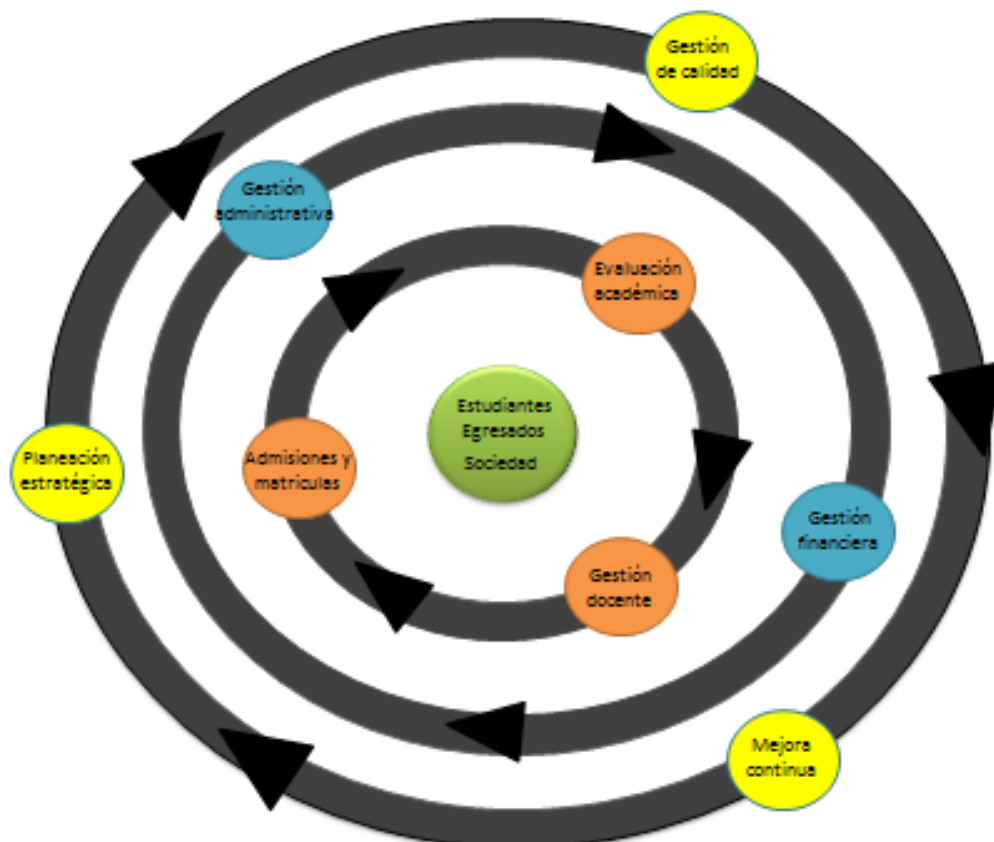 Gestión
de calidad
Gestión
administrativa
Evaluación
académica
Estudiantes
Egresados
Sociedad
Planeación
estratégica
Admisiones y
matriculas
Gestión
financiera
Gestión
docente
Mejora
continua